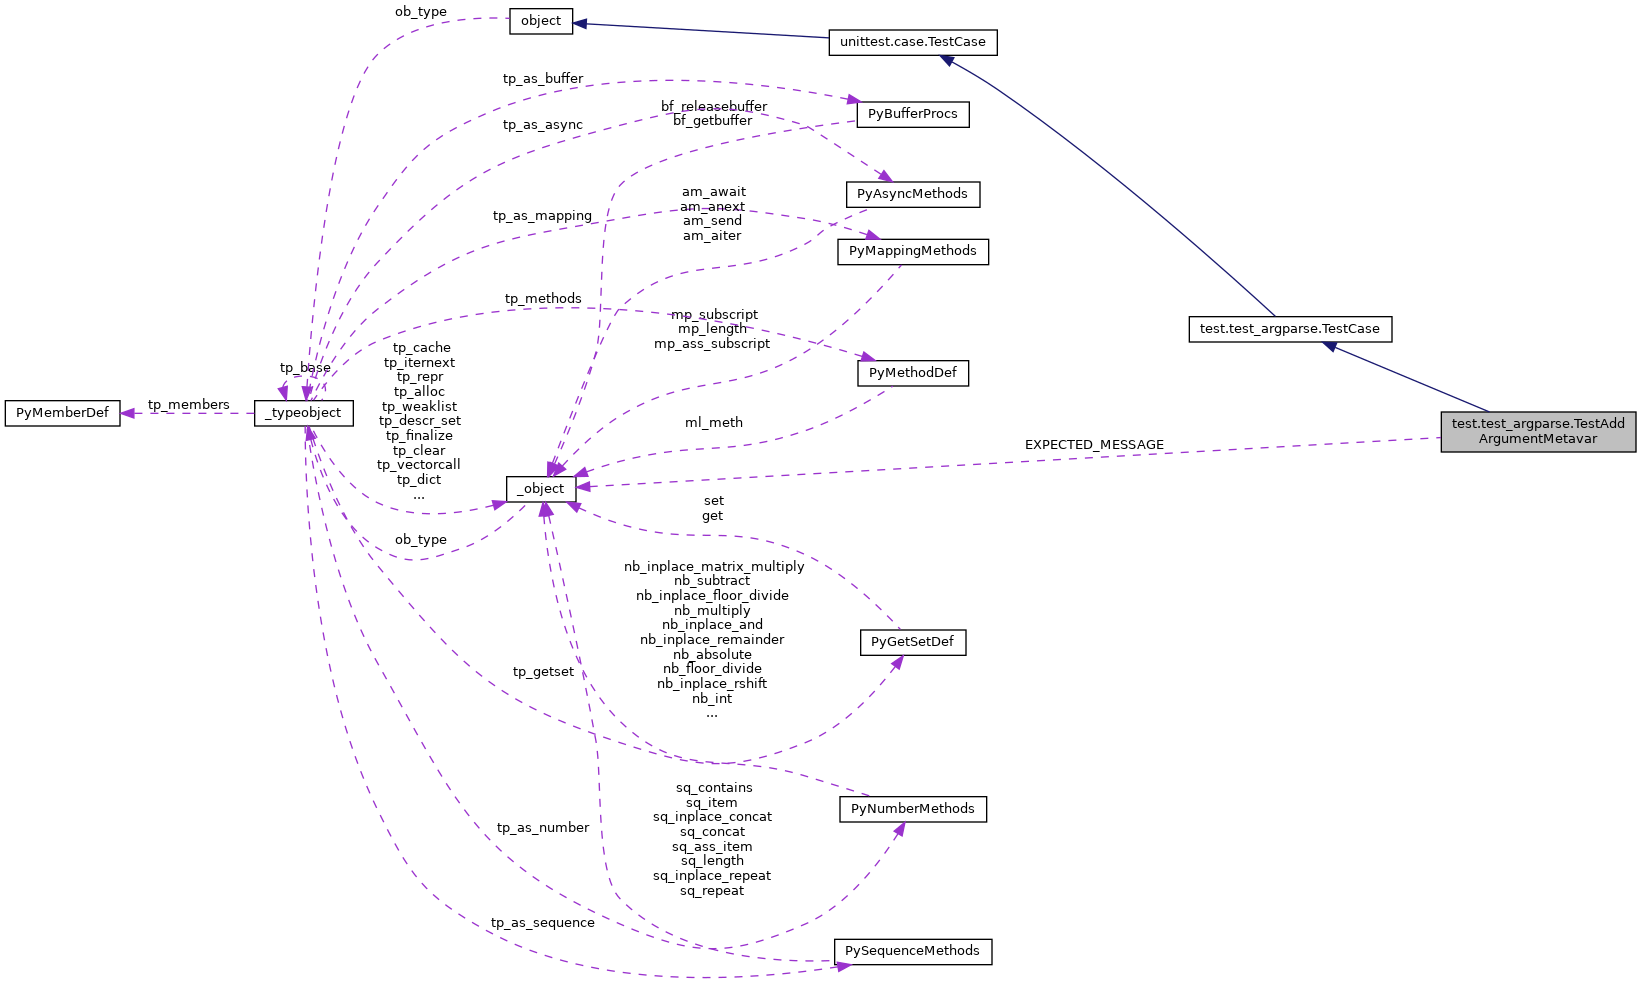 ob_type
object
unittest.case.TestCase
tp_as_buffer
bf_releasebuffer
bf_getbuffer
PyBufferProcs
tp_as_async
am_await
am_anext
am_send
am_aiter
PyAsyncMethods
tp_as_mapping
PyMappingMethods
tp_methods
mp_subscript
mp_length
mp_ass_subscript
test.test_argparse.TestCase
tp_base
tp_cache
tp_iternext
tp_repr
tp_alloc
tp_weaklist
tp_descr_set
tp_finalize
tp_clear
tp_vectorcall
tp_dict
...
PyMethodDef
PyMemberDef
tp_members
_typeobject
ml_meth
EXPECTED_MESSAGE
test.test_argparse.TestAdd
ArgumentMetavar
_object
set
get
ob_type
nb_inplace_matrix_multiply
nb_subtract
nb_inplace_floor_divide
nb_multiply
nb_inplace_and
nb_inplace_remainder
nb_absolute
nb_floor_divide
nb_inplace_rshift
nb_int
...
PyGetSetDef
tp_getset
sq_contains
sq_item
sq_inplace_concat
sq_concat
sq_ass_item
sq_length
sq_inplace_repeat
sq_repeat
PyNumberMethods
tp_as_number
tp_as_sequence
PySequenceMethods